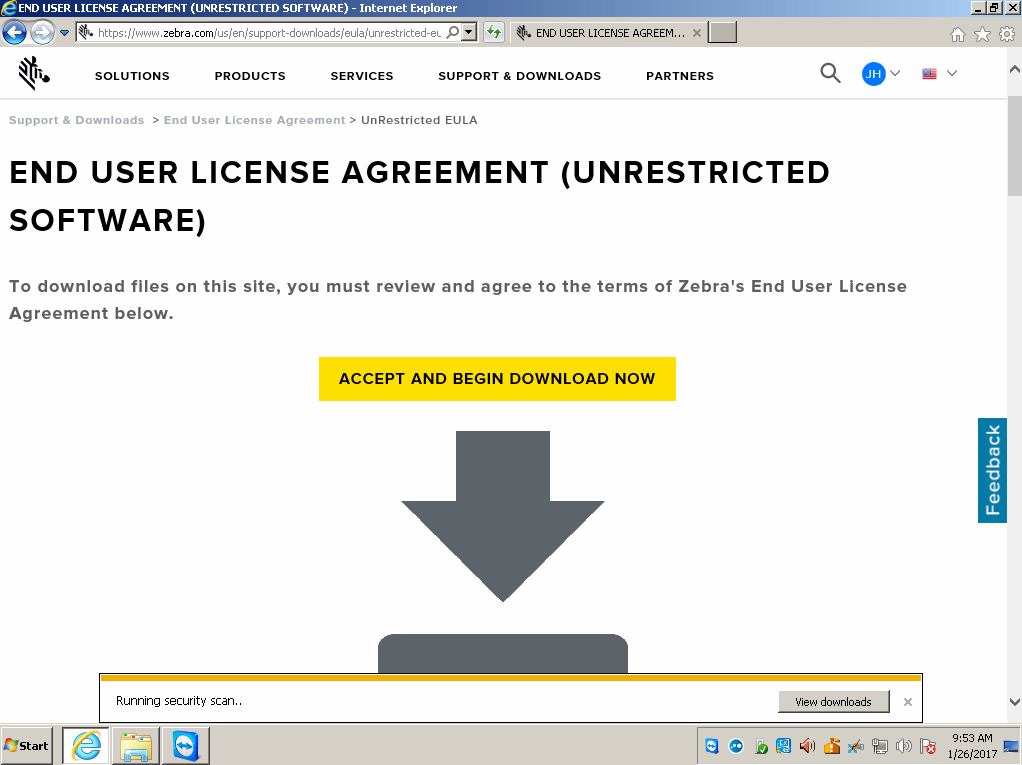 END USER LICENSE AGREEMENT (UNRESTRICTED SOFTWARE) - Internet Explorer
https://www.zebra.com/us/en/support-downloads/eula/unrestricted-eu
END USER LICENSE AGREEM...
SOLUTIONS PRODUCTS SERVICES SUPPORT & DOWNLOADS PARTNERS JH
Support & Downloads > End User License Agreement > UnRestricted EULA
END USER LICENSE AGREEMENT (UNRESTRICTED
SOFTWARE)
To download files on this site, you must review and agree to the terms of Zebra's End User License
Agreement below.
ACCEPT AND BEGIN DOWNLOAD NOW
Feedback
Running security scan.. View downloads
Start
9:53 AM
1/26/2017